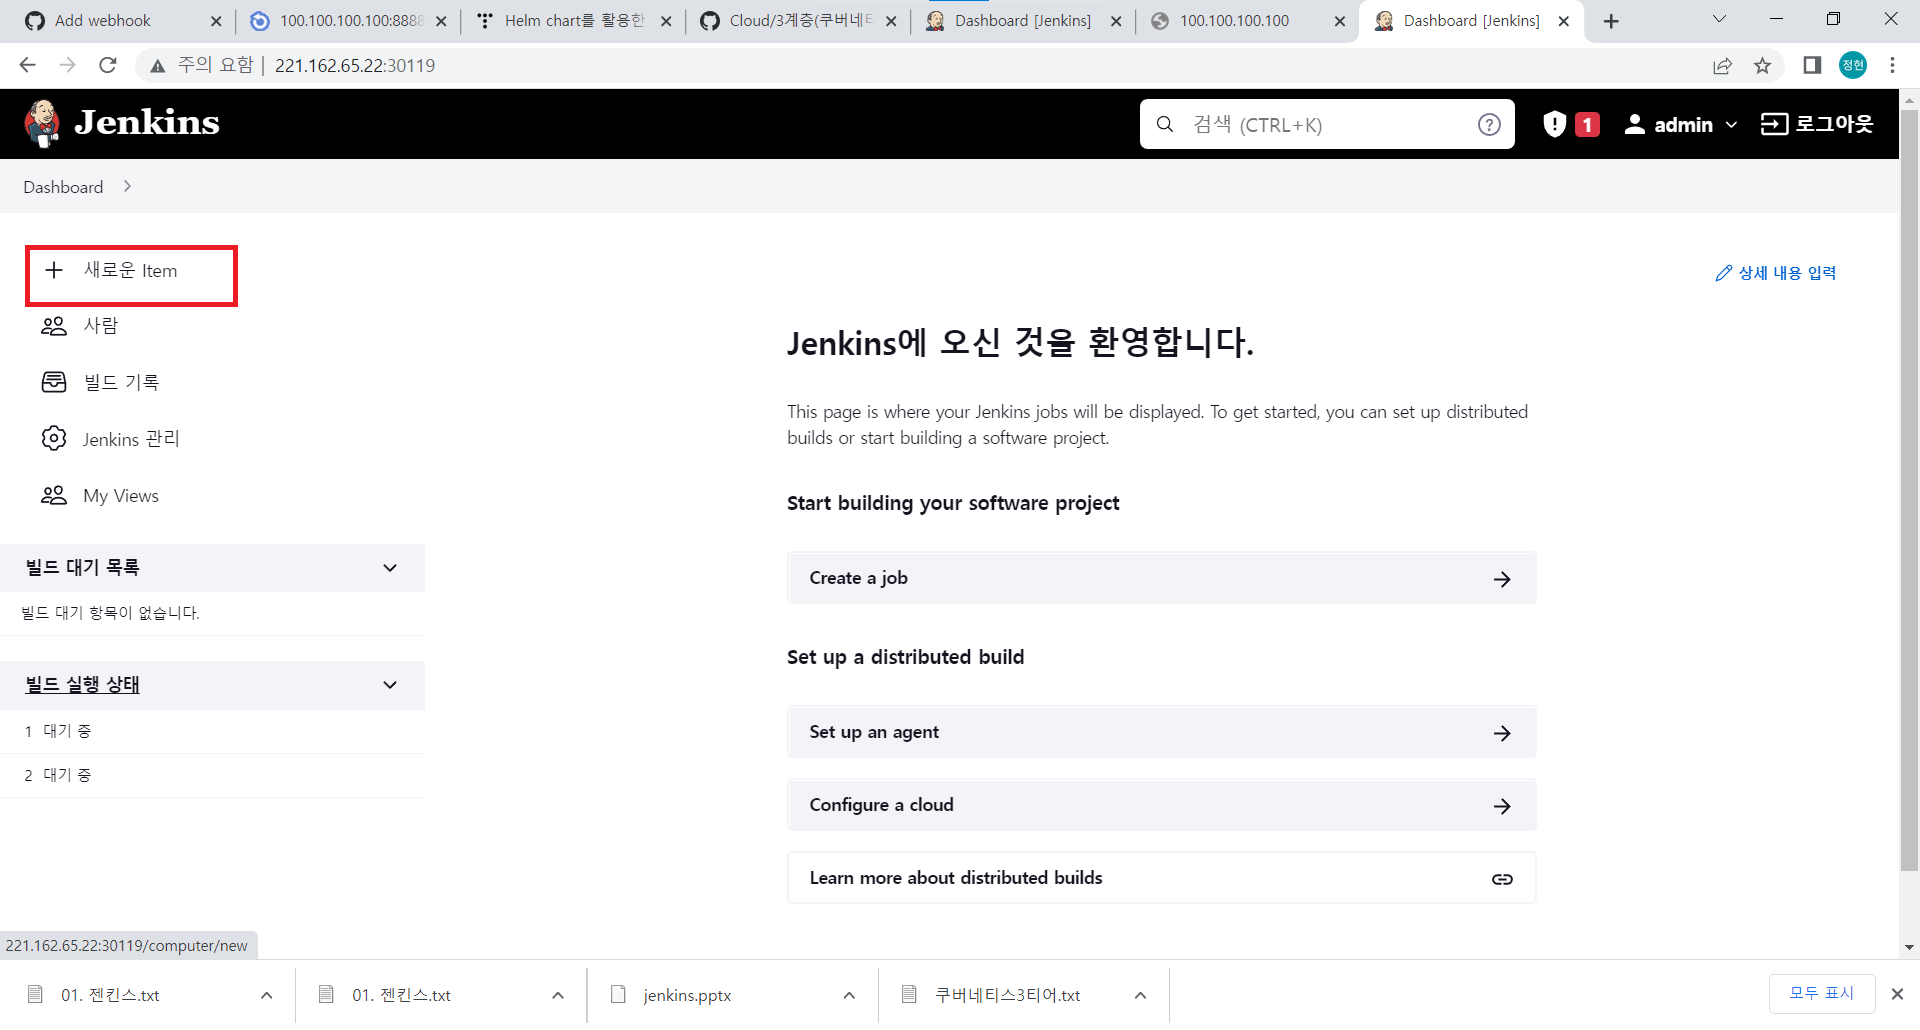 Add webhook
100.100.100.100:8888
Helm chart를 활용한
Cloud/3계층(쿠버네티
Dashboard [Jenkins]
100.100.100.100
Dashboard [Jenkins]
주의 요함
221.162.65.22:30119
정현
Jenkins
검색 (CTRL+K)
1
admin
로그아웃
Dashboard
새로운 Item
상세 내용 입력
사람
빌드 기록
Jenkins 관리
My Views
빌드 대기 목록
빌드 대기 항목이 없습니다.
빌드 실행 상태
1 대기 중
2 대기 중
Jenkins에 오신 것을 환영합니다.
This page is where your Jenkins jobs will be displayed. To get started, you can set up distributed
builds or start building a software project.
Start building your software project
Create a job
Set up a distributed build
Set up an agent
Configure a cloud
Learn more about distributed builds
221.162.65.22:30119/computer/new
01. 젠킨스.txt
01. 젠킨스.txt
jenkins.pptx
쿠버네티스3티어.txt
모두 표시